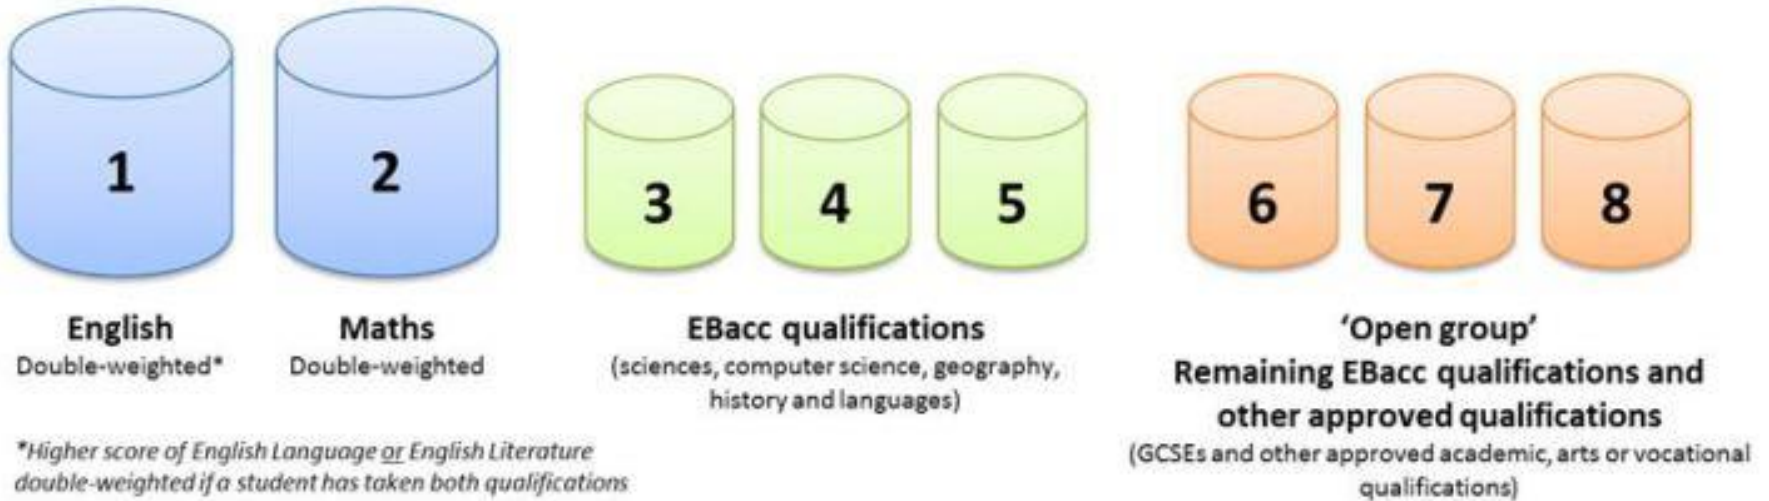 1
2
3
4
5
6
7
8
English
Double-weighted*
Maths
Double-weighted
EBacc qualifications
(sciences, computer science, geography,
history and languages)
'Open group'
Remaining EBacc qualifications and
other approved qualifications
(GCSEs and other approved academic, arts or vocational
qualifications)
*Higher score of English Language or English Literature
double-weighted if a student has taken both qualifications